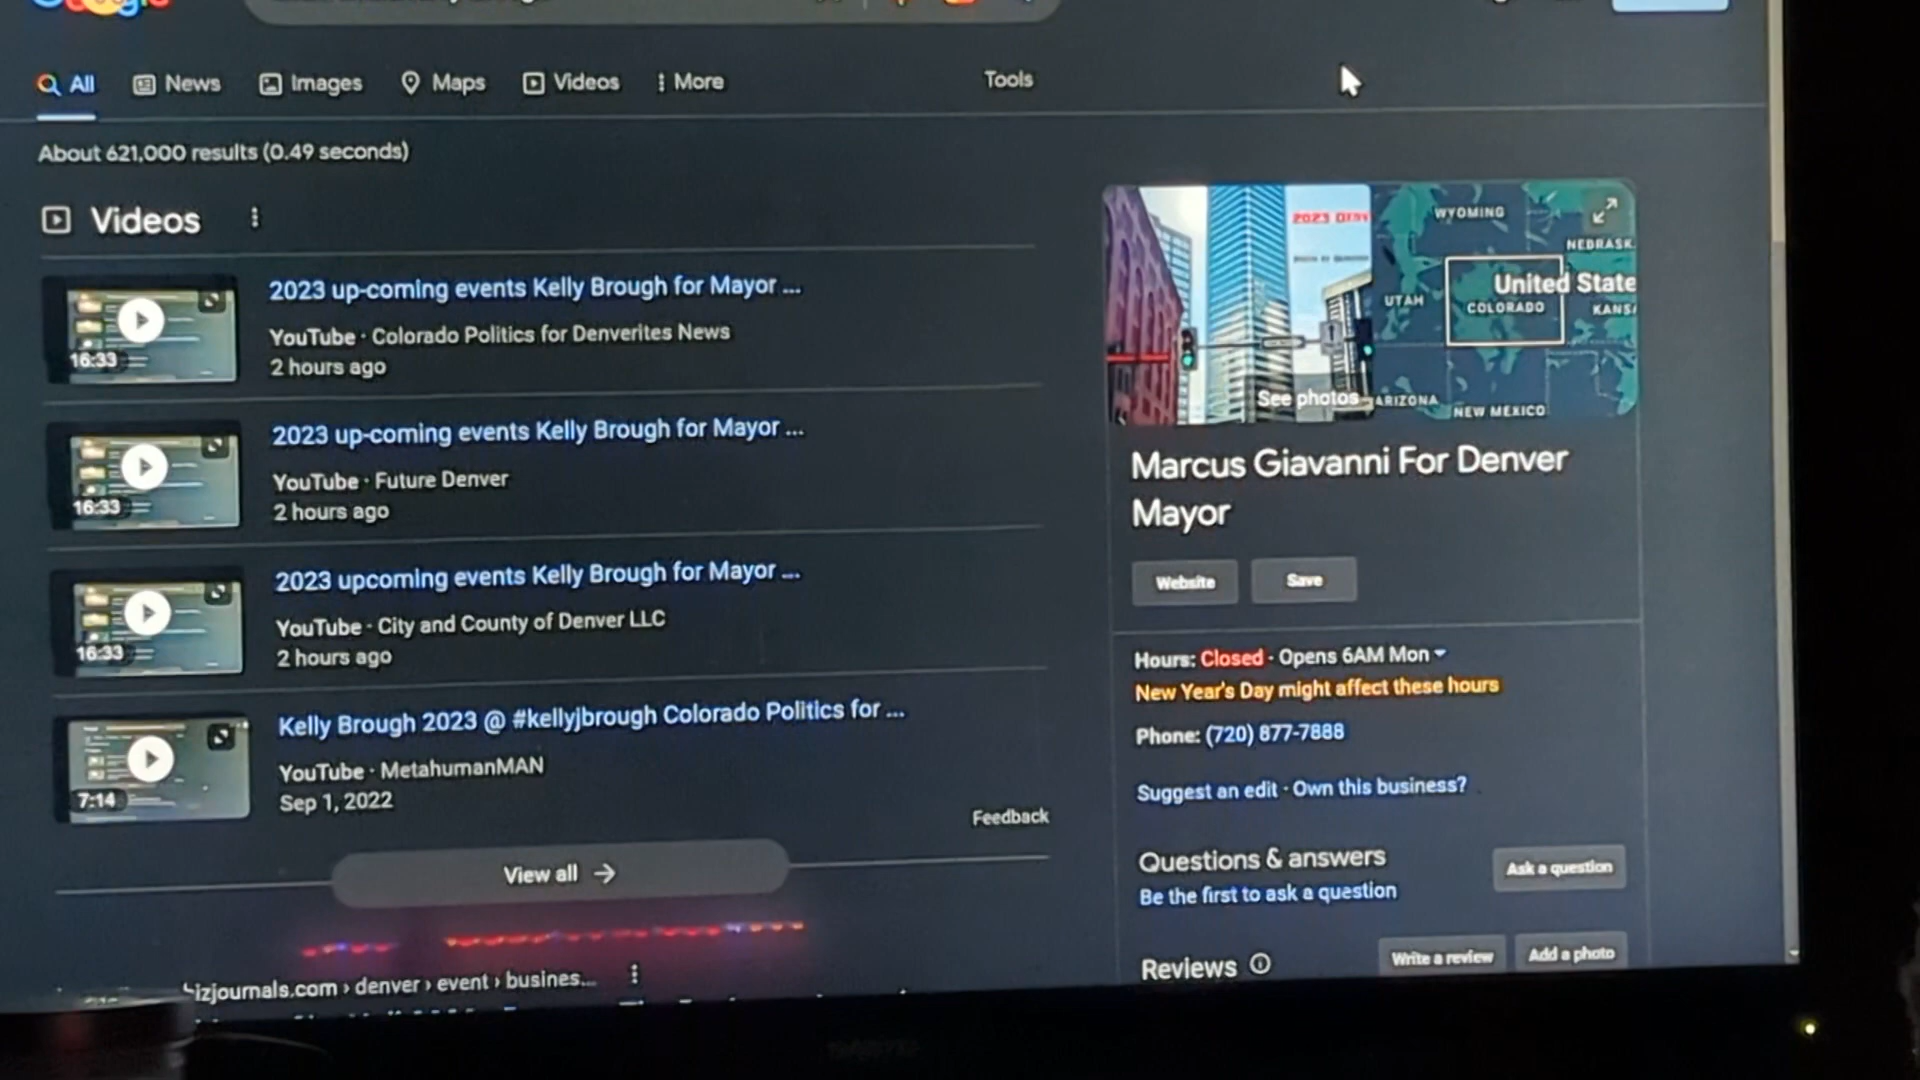 All
News
Images
Maps
Videos
More
Tools
About 621,000 results (0.49 seconds)
Videos
2023 up-coming events Kelly Brough for Mayor ...
YouTube · Colorado Politics for Denverites News
2 hours ago
16:33
2023 up-coming events Kelly Brough for Mayor ...
YouTube · Future Denver
2 hours ago
16:33
2023 upcoming events Kelly Brough for Mayor ...
YouTube · City and County of Denver LLC
2 hours ago
16:33
Kelly Brough 2023 @ #kellyjbrough Colorado Politics for ...
YouTube · MetahumanMAN
Sep 1, 2022
7:14
Feedback
View all
izjournals.com › denver › event › busines...
2023
See photos
WYOMING
NEBRASK
United State
UTAH
COLORADO
KANS
ARIZONA
NEW MEXICO
Marcus Giavanni For Denver
Mayor
Website
Save
Hours: Closed · Opens 6AM Mon
New Year's Day might affect these hours
Phone: (720) 877-7888
Suggest an edit · Own this business?
Questions & answers
Ask a question
Be the first to ask a question
Reviews
Write a review
Add a photo